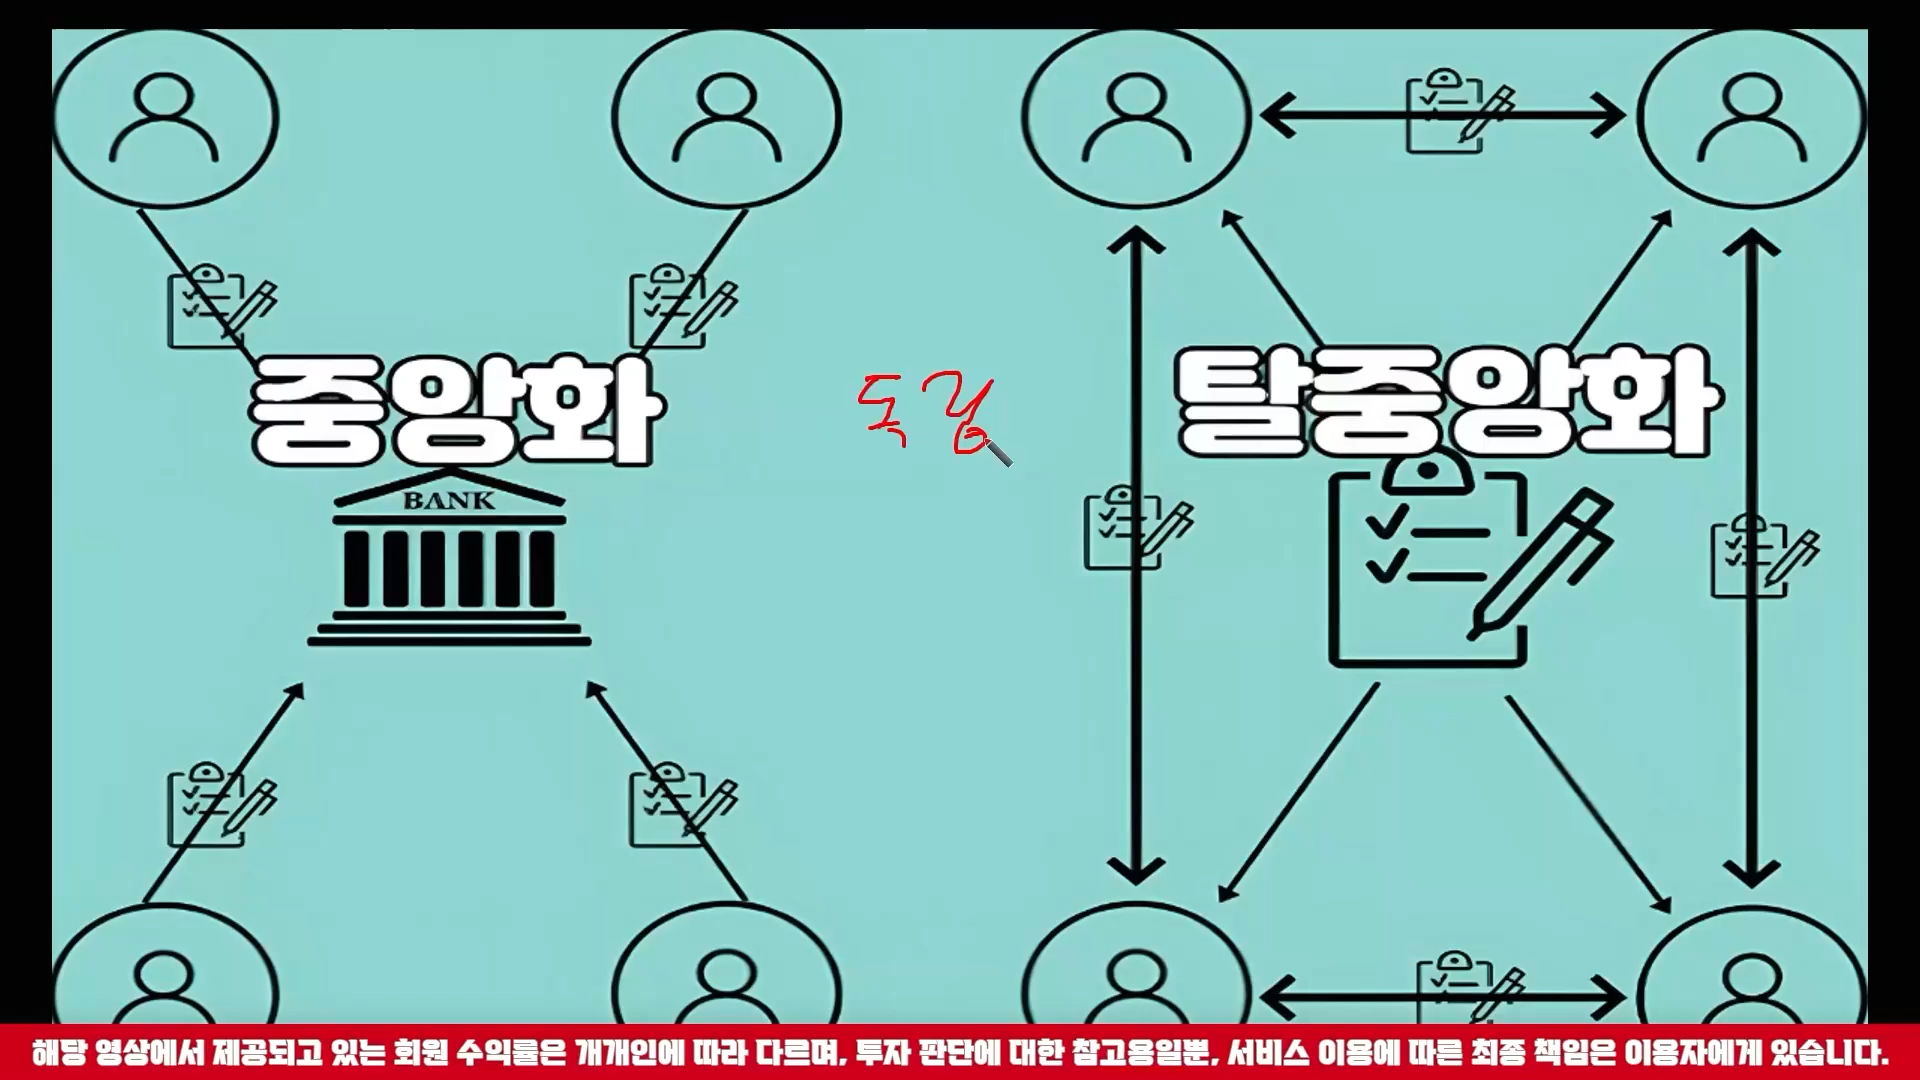 중앙화
탈중앙화
독점
BANK
해당 영상에서 제공되고 있는 회원 수익률은 개개인에 따라 다르며, 투자 판단에 대한 참고용일뿐, 서비스 이용에 따른 최종 책임은 이용자에게 있습니다.